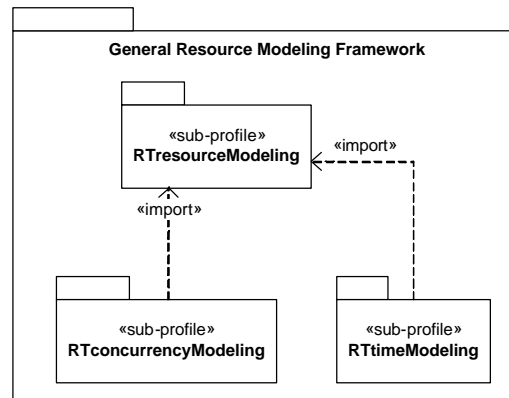 General Resource Modeling Framework
«sub-profile»
RTresourceModeling
«import»
«import»
«sub-profile»
RTconcurrencyModeling
«sub-profile»
RTtimeModeling